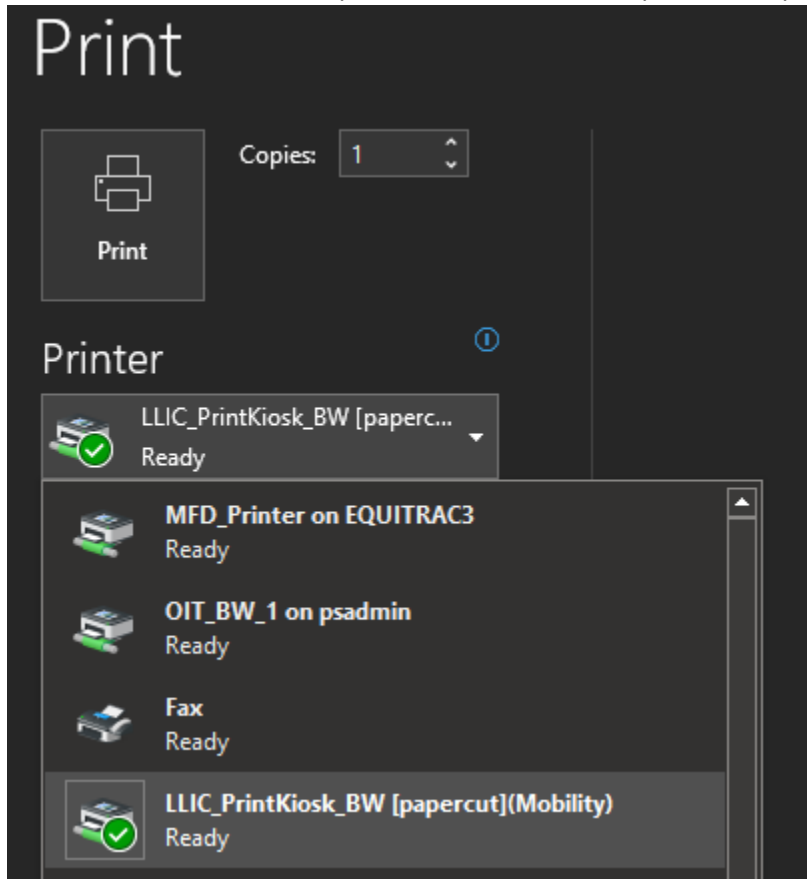 Print
Copies: 1
Print
Printer
LLIC_PrintKiosk_BW [paperc...
Ready
MFD_Printer on EQUITRAC3
Ready
OIT_BW_1 on psadmin
Ready
Fax
Ready
LLIC_PrintKiosk_BW [papercut](Mobility)
Ready